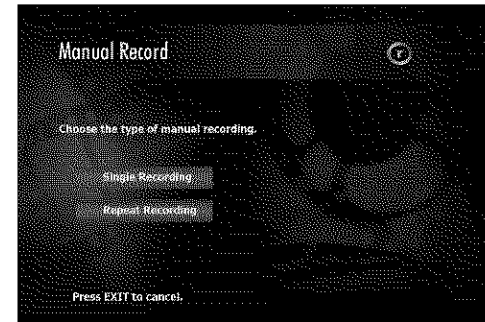 Manual Record
r
Choose the type of manual recording.
Single Recording
Repeat Recording
Press EXIT to cancel.